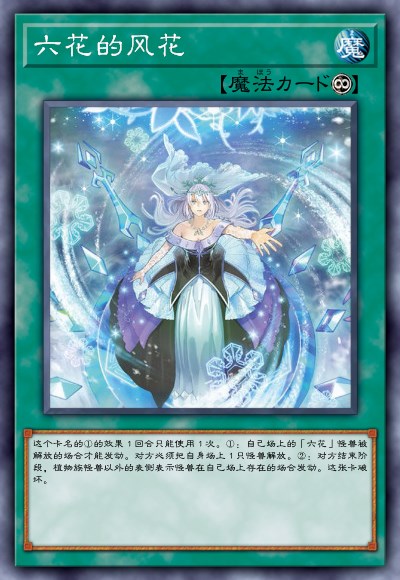 六花的风花
魔
【魔法カード】
まほう
这个卡名的①的效果1回合只能使用1次。①：自己场上的「六花」怪兽被
解放的场合才能发动。对方必须把自身场上1只怪兽解放。②：对方结束阶
段，植物族怪兽以外的表侧表示怪兽在自己场上存在的场合发动。这张卡破
坏。